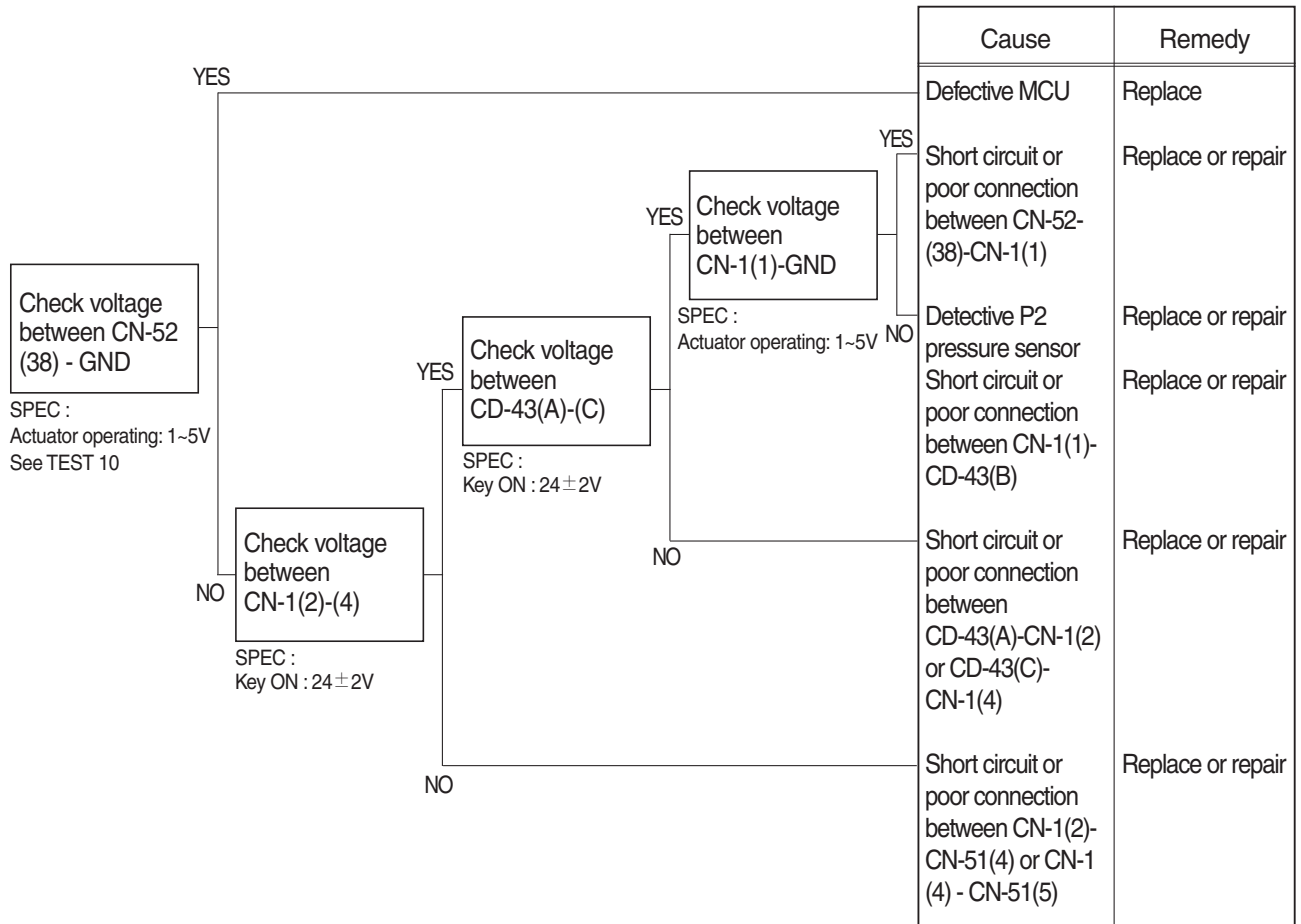 Cause
Remedy
YES
Defective MCU
Replace
YES
Short circuit or
poor connection
between CN-52-
(38)-CN-1(1)
Replace or repair
YES
Check voltage
between
CN-1(1)-GND
SPEC :
Actuator operating: 1~5V
NO
Detective P2
pressure sensor
Replace or repair
Short circuit or
poor connection
between CN-1(1)-
CD-43(B)
Replace or repair
Check voltage
between CN-52
(38) - GND
SPEC :
Actuator operating: 1~5V
See TEST 10
YES
Check voltage
between
CD-43(A)-(C)
SPEC :
Key ON : 24±2V
NO
Short circuit or
poor connection
between
CD-43(A)-CN-1(2)
or CD-43(C)-
CN-1(4)
Replace or repair
NO
Check voltage
between
CN-1(2)-(4)
SPEC :
Key ON : 24±2V
NO
Short circuit or
poor connection
between CN-1(2)-
CN-51(4) or CN-1
(4) - CN-51(5)
Replace or repair